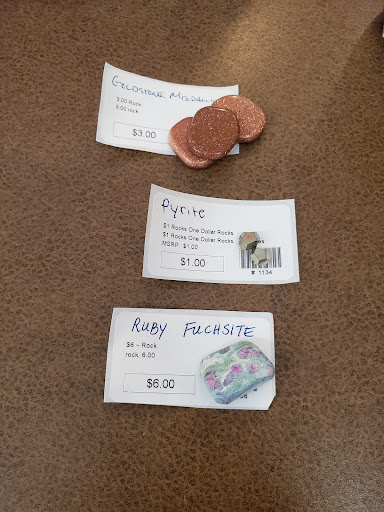 GOLDSTONE MEDALLI
3.00 Rock
3.00 rock
$3.00
Pyrite
$1 Rocks One Dollar Rocks
$1 Rocks One Dollar Rocks
MSRP: $1.00
$1.00
# 1134
RUBY FUCHSITE
$6 - Rock
rock 6.00
$6.00